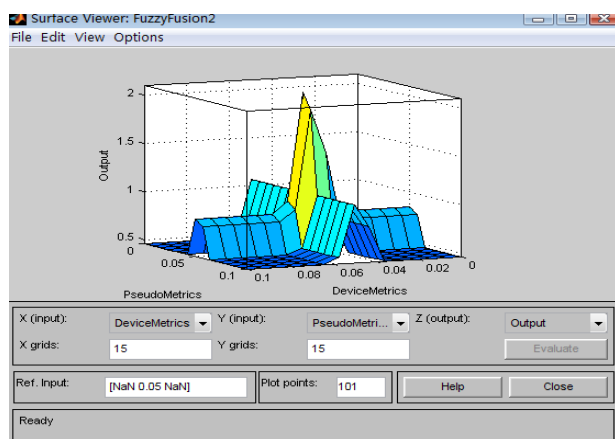 Surface Viewer: FuzzyFusion2
File Edit View Options
2
1.5
1
0.5
Output
0
0.05
0.1
PseudoMetrics
0.1
0.08
0.06
0.04
0.02
0
DeviceMetrics
X (input): DeviceMetrics Y (input): PseudoMetri... Z (output): Output
X grids: 15 Y grids: 15 Evaluate
Ref. Input: [NaN 0.05 NaN] Plot points: 101 Help Close
Ready